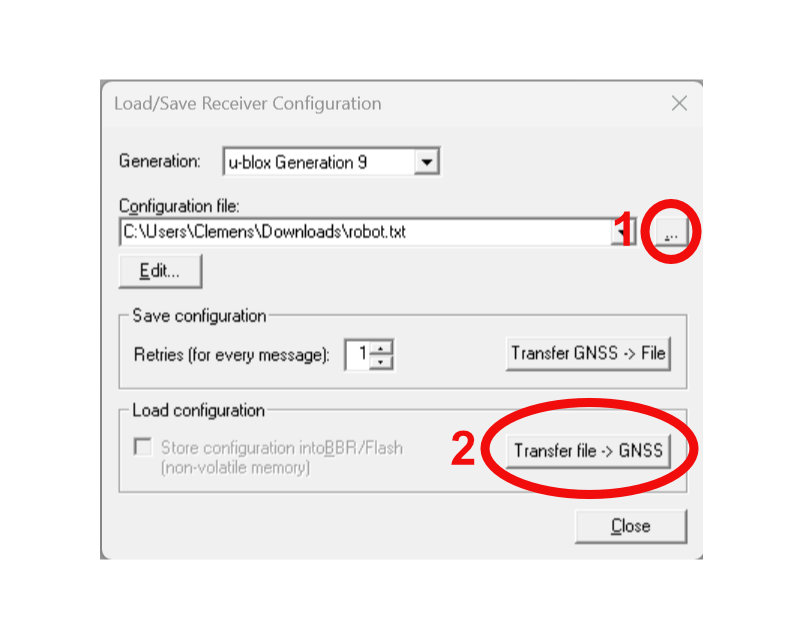 Load/Save Receiver Configuration
Generation: u-blox Generation 9
Configuration file:
C:\Users\Clemens\Downloads\robot.txt 1 ...
Edit...
Save configuration
Retries (for every message): 1 Transfer GNSS -> File
Load configuration
Store configuration intoBBR/Flash
(non-volatile memory)
2 Transfer file -> GNSS
Close